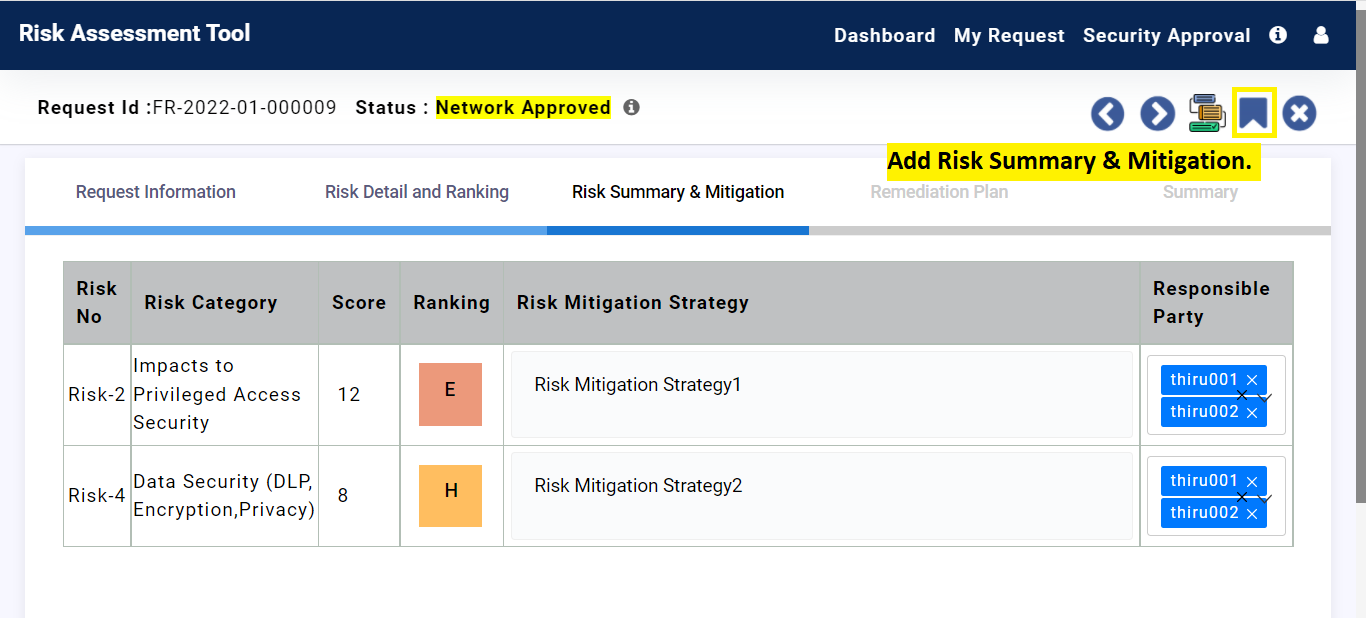 Risk Assessment Tool
Dashboard My Request Security Approval
Request Id :FR-2022-01-000009 Status : Network Approved
Add Risk Summary & Mitigation.
Request Information Risk Detail and Ranking Risk Summary & Mitigation Remediation Plan Summary
Risk No Risk Category Score Ranking Risk Mitigation Strategy Responsible Party
Risk-2
Impacts to
Privileged Access
Security
12
E
Risk Mitigation Strategy1
thiru001 ×
thiru002 ×
Risk-4
Data Security (DLP,
Encryption,Privacy)
8
H
Risk Mitigation Strategy2
thiru001 ×
thiru002 ×